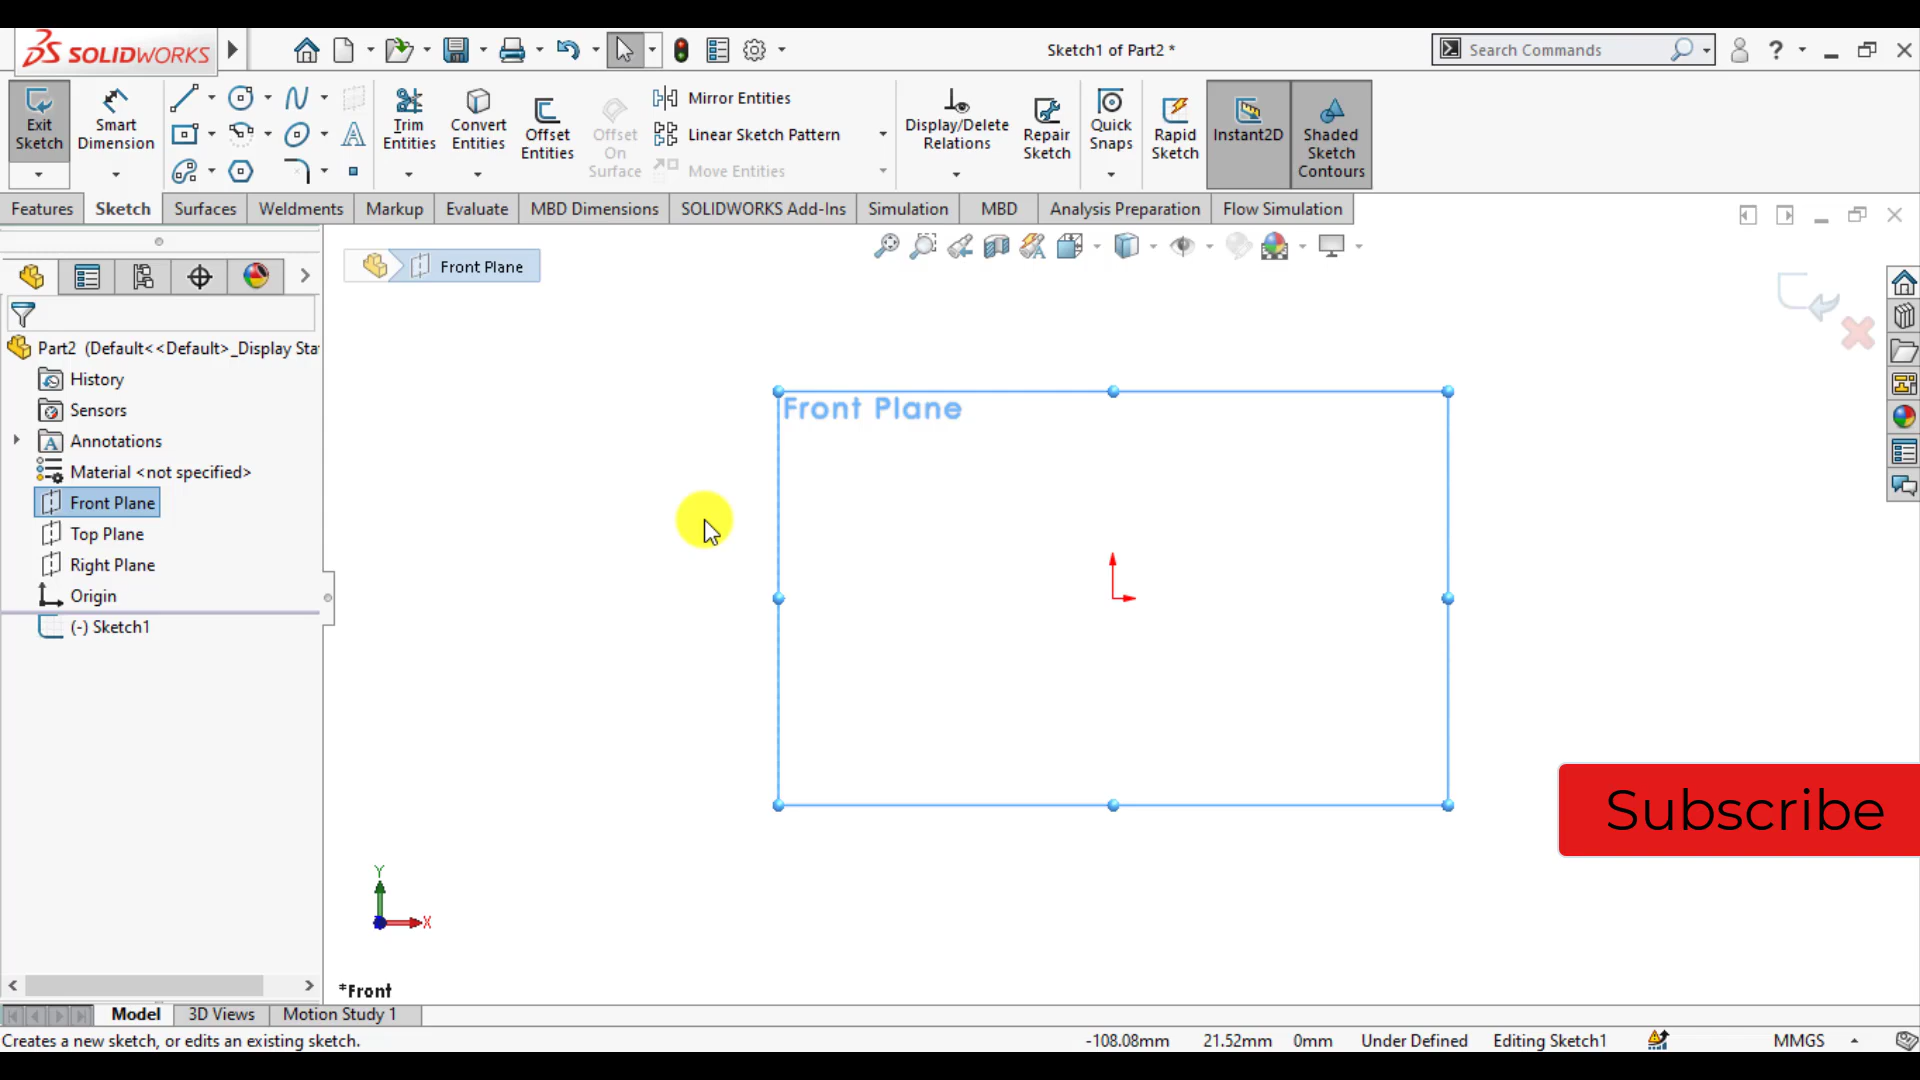 SOLIDWORKS
Sketch1 of Part2 *
Search Commands
Exit Sketch
Smart Dimension
Trim Entities
Convert Entities
Offset Entities
Offset On Surface
Mirror Entities
Linear Sketch Pattern
Move Entities
Display/Delete Relations
Repair Sketch
Quick Snaps
Rapid Sketch
Instant2D
Shaded Sketch Contours
Features
Sketch
Surfaces
Weldments
Markup
Evaluate
MBD Dimensions
SOLIDWORKS Add-Ins
Simulation
MBD
Analysis Preparation
Flow Simulation
Front Plane
Part2 (Default<<Default>_Display Sta
History
Sensors
Annotations
Material <not specified>
Front Plane
Top Plane
Right Plane
Origin
(-) Sketch1
Front Plane
Subscribe
Y
X
*Front
Model
3D Views
Motion Study 1
Creates a new sketch, or edits an existing sketch.
-108.08mm
21.52mm
0mm
Under Defined
Editing Sketch1
MMGS